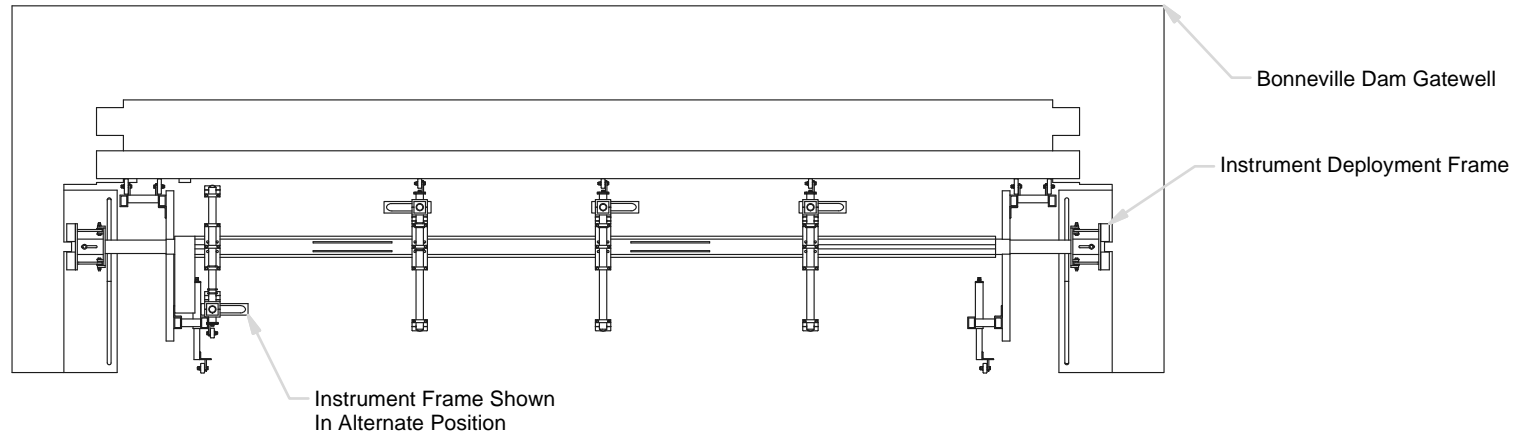 Bonneville Dam Gatewell
Instrument Deployment Frame
Instrument Frame Shown
In Alternate Position